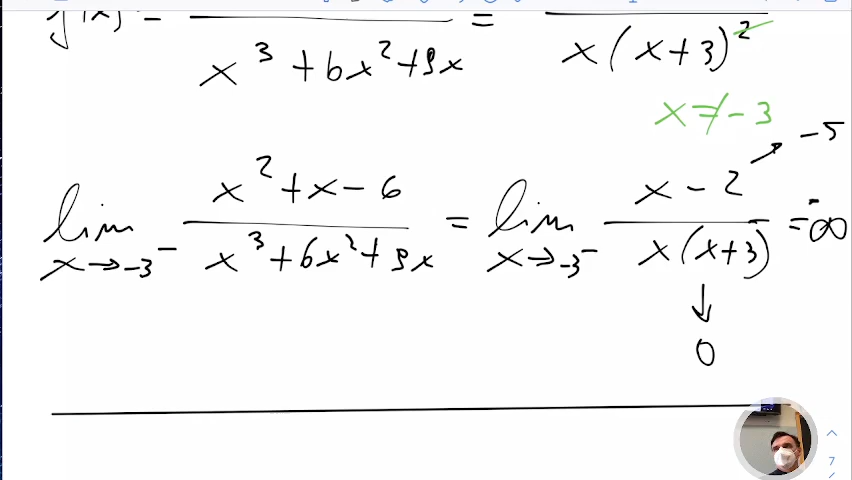 x³ + 6x² + 9x = x(x+3)²
x ≠ -3
lim x→-3⁻ (x² + x - 6)/(x³ + 6x² + 9x) = lim x→-3⁻ (x - 2)/(x(x+3)) = -∞
→ -5
↓
0
7